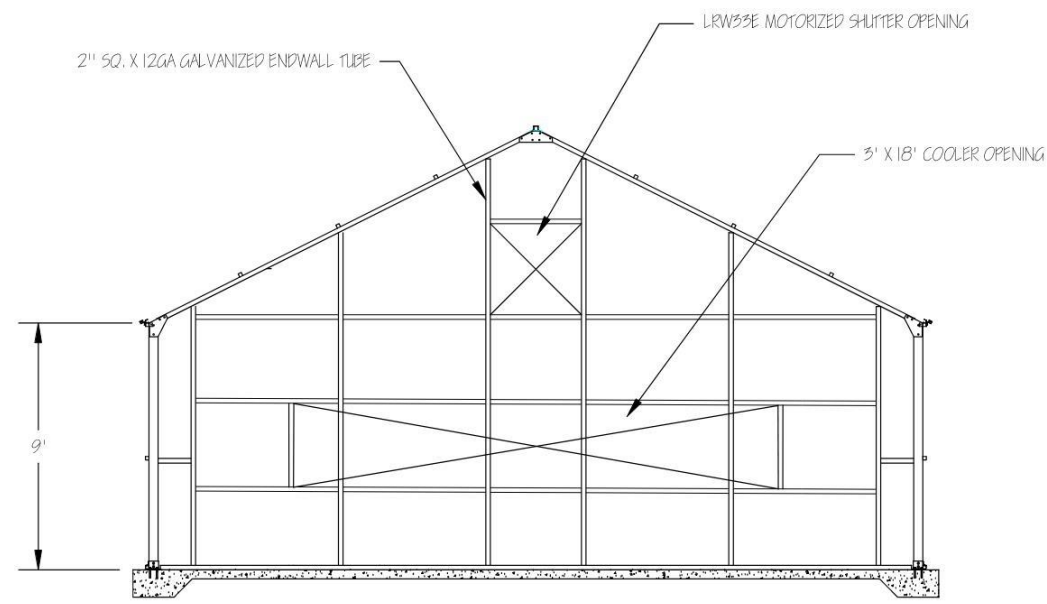 LRW33E MOTORIZED SHUTTER OPENING
2" SQ. X 12GA GALVANIZED ENDWALL TUBE
3' X 18' COOLER OPENING
9'